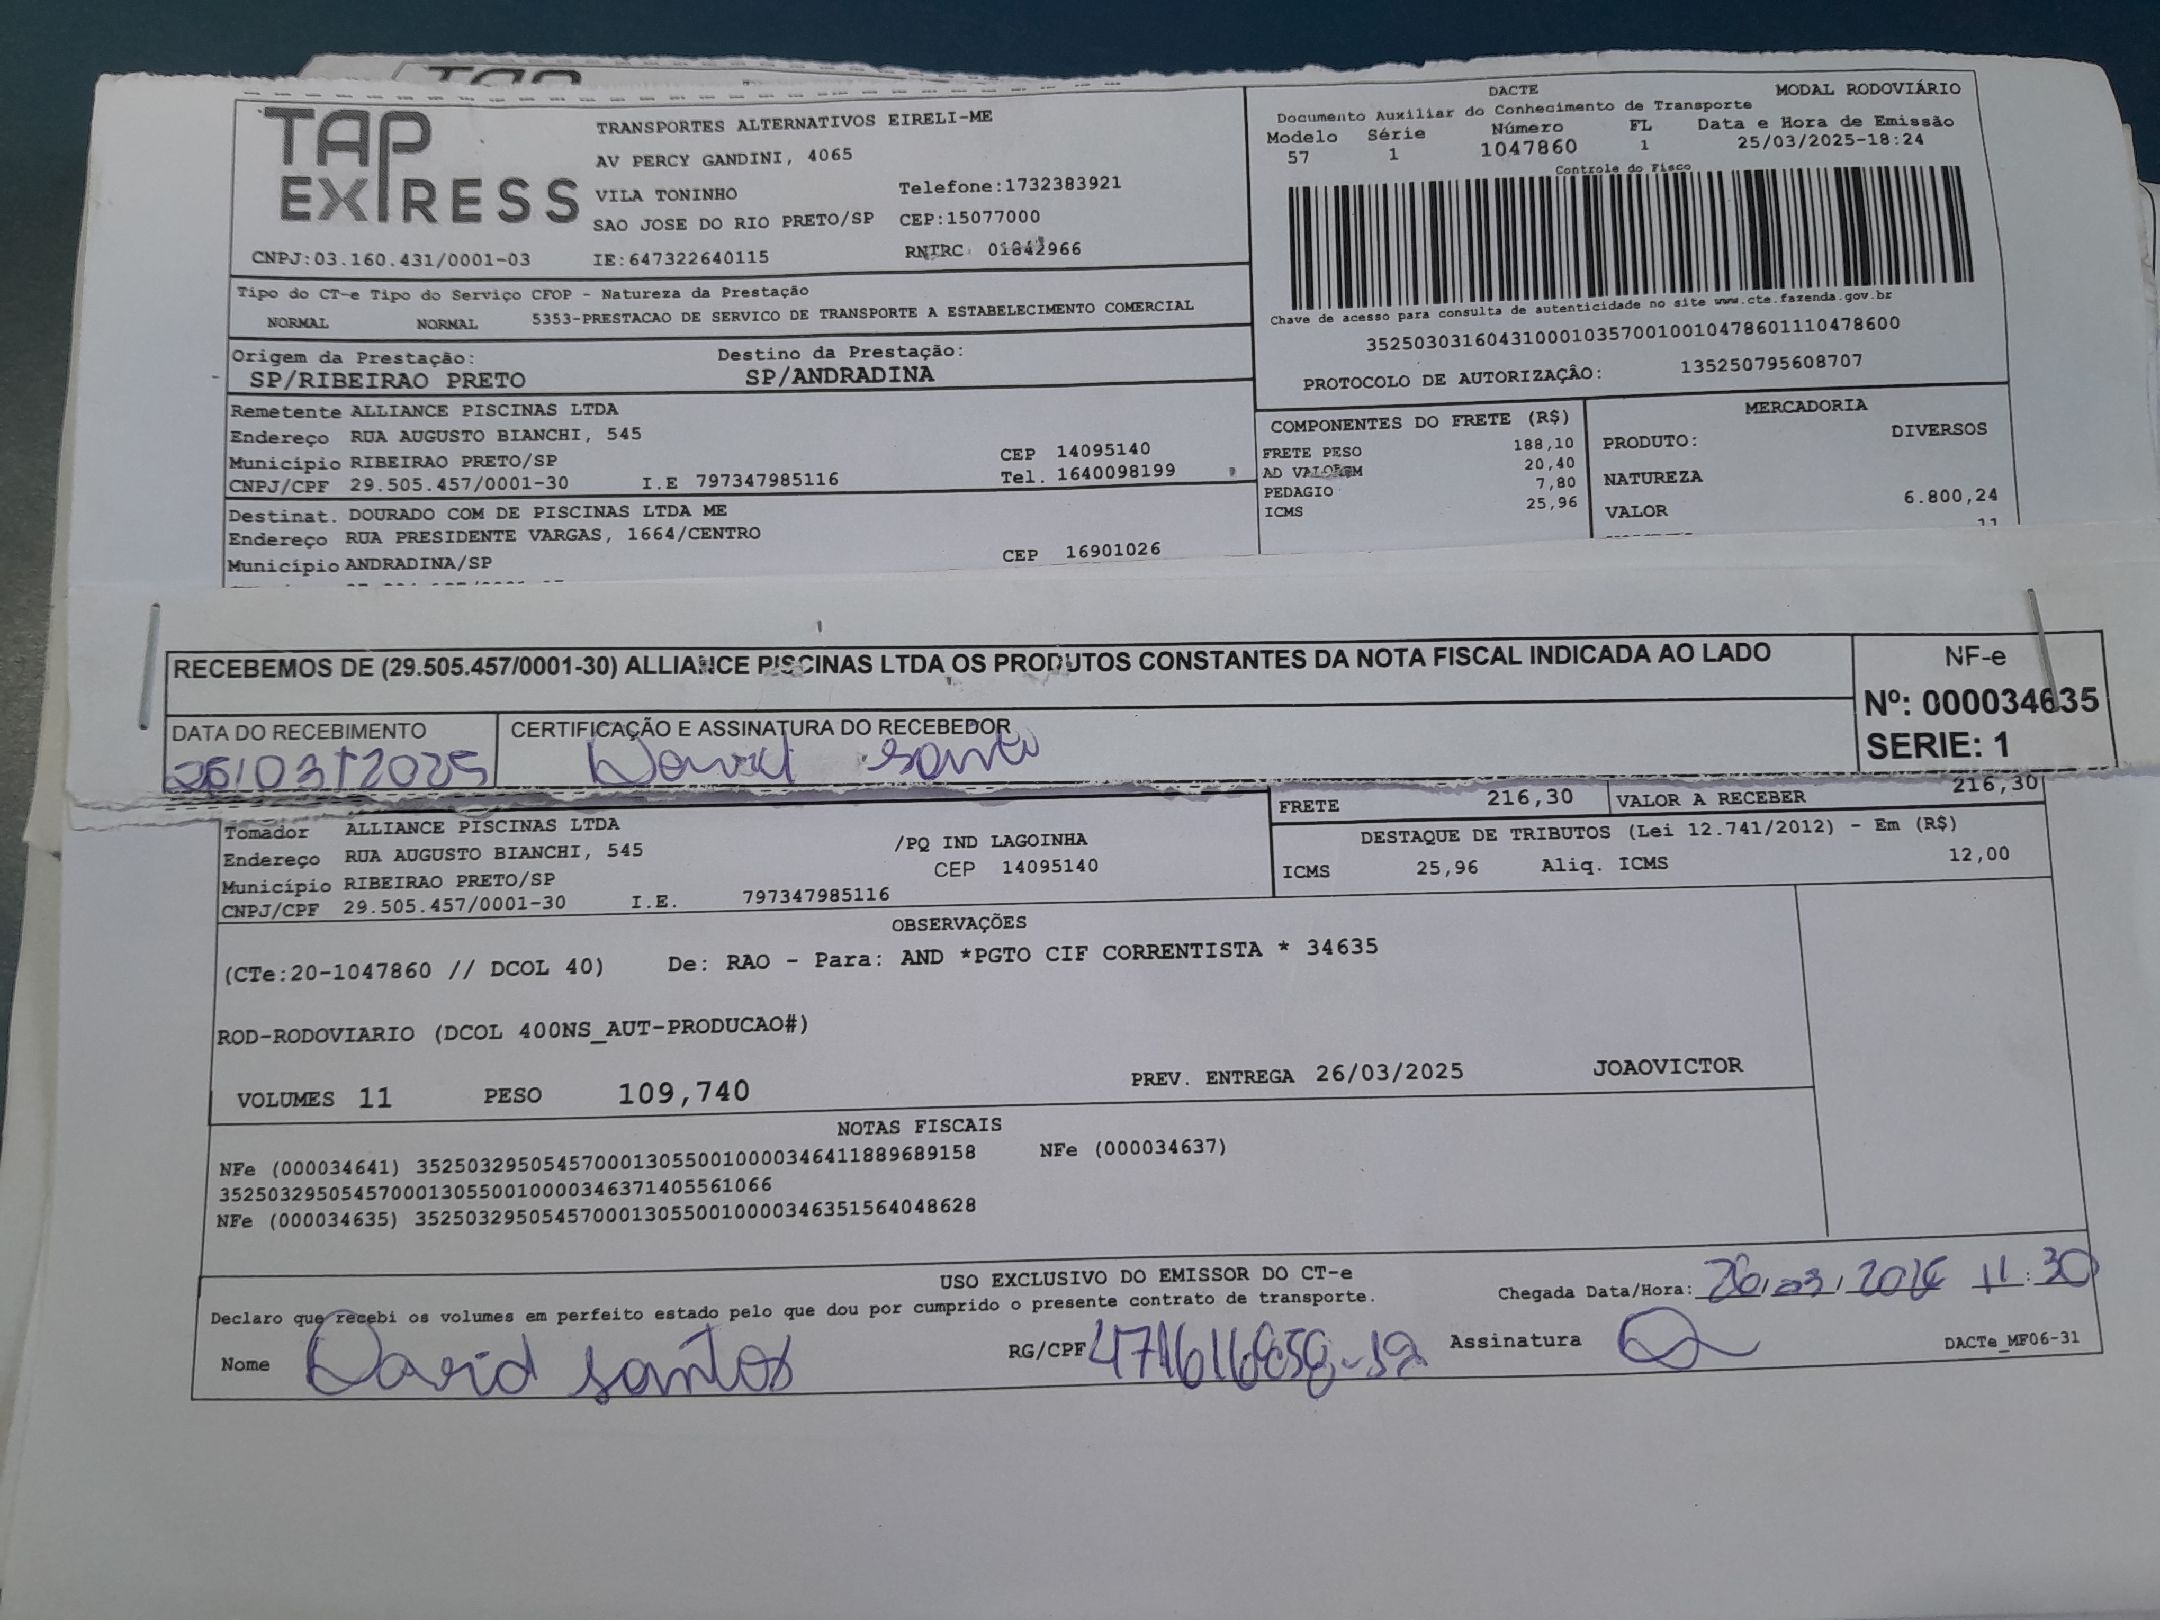 TAP EXPRESS
TRANSPORTES ALTERNATIVOS EIRELI-ME
AV PERCY GANDINI, 4065
VILA TONINHO Telefone:1732383921
SAO JOSE DO RIO PRETO/SP CEP:15077000
CNPJ:03.160.431/0001-03 IE:647322640115 RNTRC 01842966
DACTE MODAL RODOVIÁRIO
Documento Auxiliar do Conhecimento de Transporte
Modelo Série Número FL Data e Hora de Emissão
57 1 1047860 1 25/03/2025-18:24
Controle do Fisco
Chave de acesso para consulta de autenticidade no site www.cte.fazenda.gov.br
35250303160431000103570010010478601110478600
PROTOCOLO DE AUTORIZAÇÃO: 135250795608707
Tipo do CT-e Tipo do Serviço CFOP - Natureza da Prestação
NORMAL NORMAL 5353-PRESTACAO DE SERVICO DE TRANSPORTE A ESTABELECIMENTO COMERCIAL
Origem da Prestação: Destino da Prestação:
SP/RIBEIRAO PRETO SP/ANDRADINA
Remetente ALLIANCE PISCINAS LTDA
Endereço RUA AUGUSTO BIANCHI, 545
Município RIBEIRAO PRETO/SP CEP 14095140
CNPJ/CPF 29.505.457/0001-30 I.E 797347985116 Tel. 1640098199
Destinat. DOURADO COM DE PISCINAS LTDA ME
Endereço RUA PRESIDENTE VARGAS, 1664/CENTRO
Município ANDRADINA/SP CEP 16901026
COMPONENTES DO FRETE (R$)
FRETE PESO 188,10
AD VALOREM 20,40
PEDAGIO 7,80
ICMS 25,96
MERCADORIA
PRODUTO: DIVERSOS
NATUREZA
VALOR 6.800,24
11
RECEBEMOS DE (29.505.457/0001-30) ALLIANCE PISCINAS LTDA OS PRODUTOS CONSTANTES DA NOTA FISCAL INDICADA AO LADO
NF-e
Nº: 000034635
SERIE: 1
DATA DO RECEBIMENTO CERTIFICAÇÃO E ASSINATURA DO RECEBEDOR
26/03/2025 David santo
FRETE 216,30 VALOR A RECEBER 216,30
Tomador ALLIANCE PISCINAS LTDA
Endereço RUA AUGUSTO BIANCHI, 545 /PQ IND LAGOINHA
Município RIBEIRAO PRETO/SP CEP 14095140
CNPJ/CPF 29.505.457/0001-30 I.E. 797347985116
DESTAQUE DE TRIBUTOS (Lei 12.741/2012) - Em (R$)
ICMS 25,96 Aliq. ICMS 12,00
OBSERVAÇÕES
(CTe:20-1047860 // DCOL 40) De: RAO - Para: AND *PGTO CIF CORRENTISTA * 34635
ROD-RODOVIARIO (DCOL 400NS_AUT-PRODUCAO#)
VOLUMES 11 PESO 109,740 PREV. ENTREGA 26/03/2025 JOAOVICTOR
NOTAS FISCAIS
NFe (000034641) 35250329505457000130550010000346411889689158 NFe (000034637)
35250329505457000130550010000346371405561066
NFe (000034635) 35250329505457000130550010000346351564048628
USO EXCLUSIVO DO EMISSOR DO CT-e
Declaro que recebi os volumes em perfeito estado pelo que dou por cumprido o presente contrato de transporte.
Chegada Data/Hora: 26/03/ 11:30
Nome David santos RG/CPF Assinatura
DACTe_MF06-31